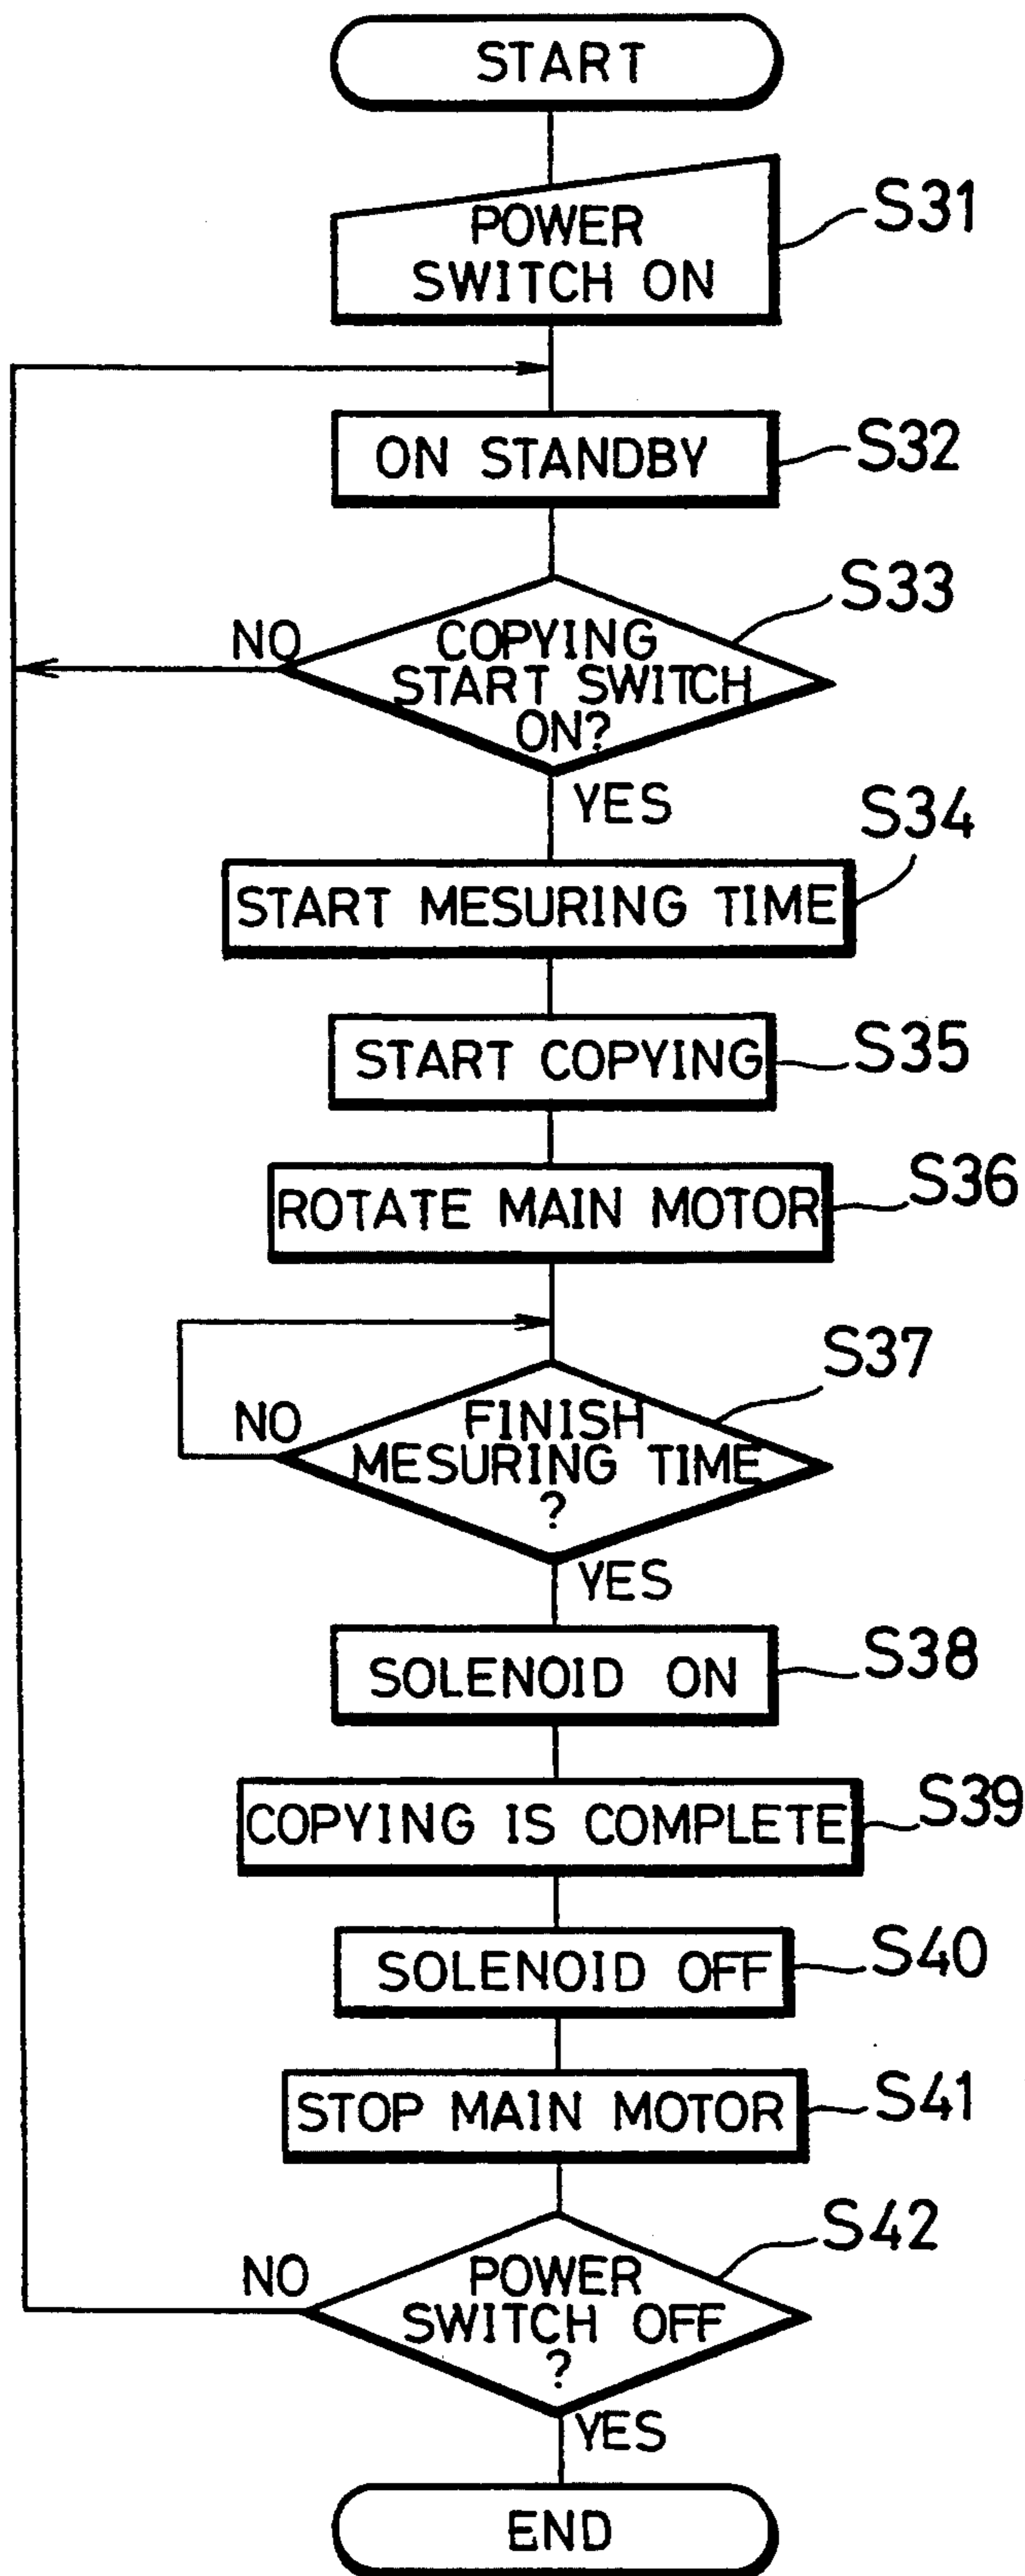 START
POWER
SWITCH ON
S31
ON STANDBY
S32
S33
NO
COPYING
START SWITCH
ON?
YES
S34
START MESURING TIME
START COPYING
S35
ROTATE MAIN MOTOR
S36
S37
NO
FINISH
MESURING TIME
?
YES
SOLENOID ON
S38
COPYING IS COMPLETE
S39
SOLENOID OFF
S40
STOP MAIN MOTOR
S41
S42
NO
POWER
SWITCH OFF
?
YES
END